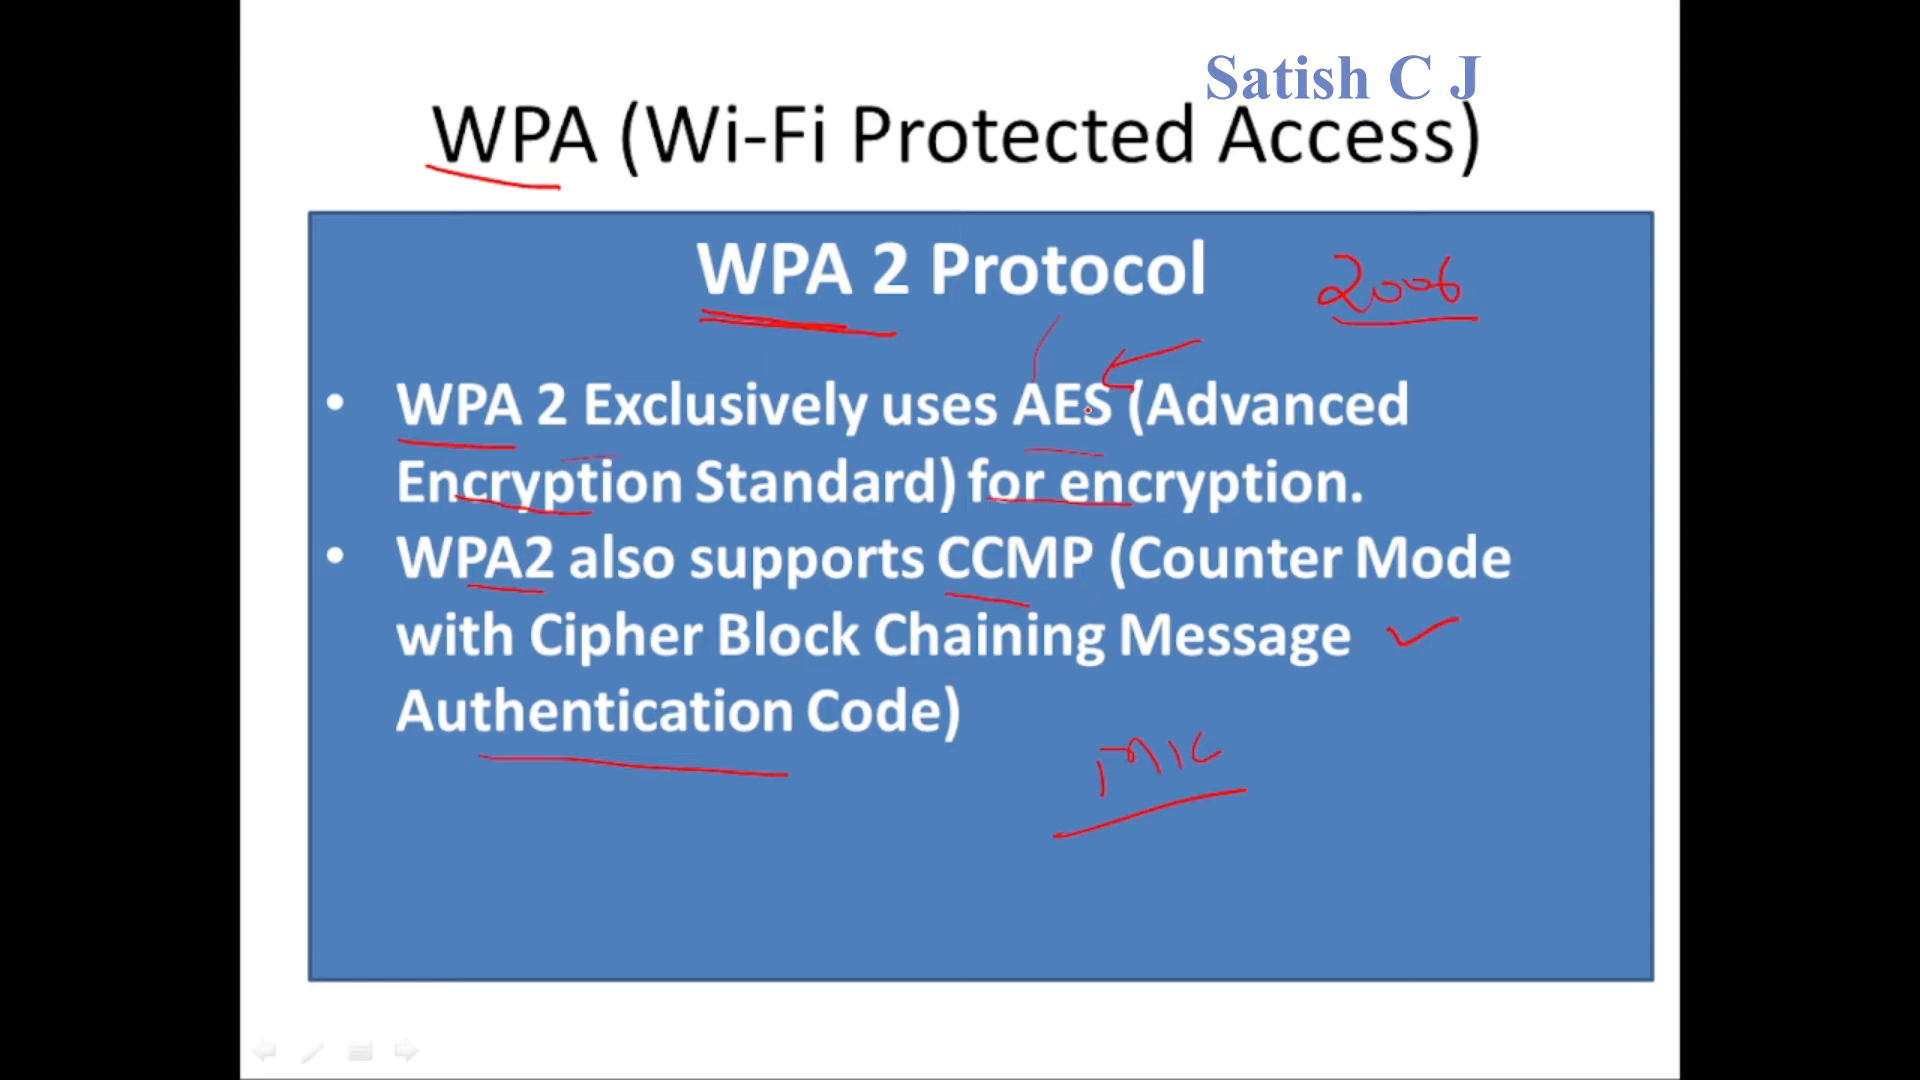 Satish C J
WPA (Wi-Fi Protected Access)
WPA 2 Protocol
2006
• WPA 2 Exclusively uses AES (Advanced
Encryption Standard) for encryption.
• WPA2 also supports CCMP (Counter Mode
with Cipher Block Chaining Message
Authentication Code)
MIC